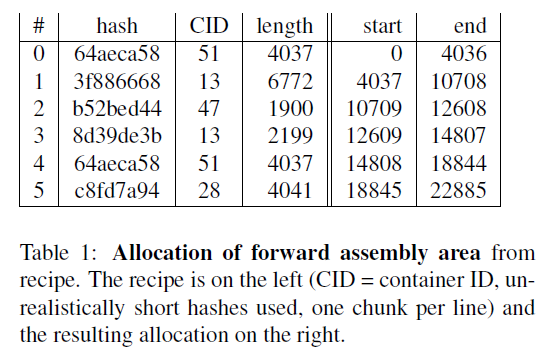 # hash CID length start end
0 64aeca58 51 4037 0 4036
1 3f886668 13 6772 4037 10708
2 b52bed44 47 1900 10709 12608
3 8d39de3b 13 2199 12609 14807
4 64aeca58 51 4037 14808 18844
5 c8fd7a94 28 4041 18845 22885
Table 1: Allocation of forward assembly area from
recipe. The recipe is on the left (CID = container ID, un-
realistically short hashes used, one chunk per line) and
the resulting allocation on the right.